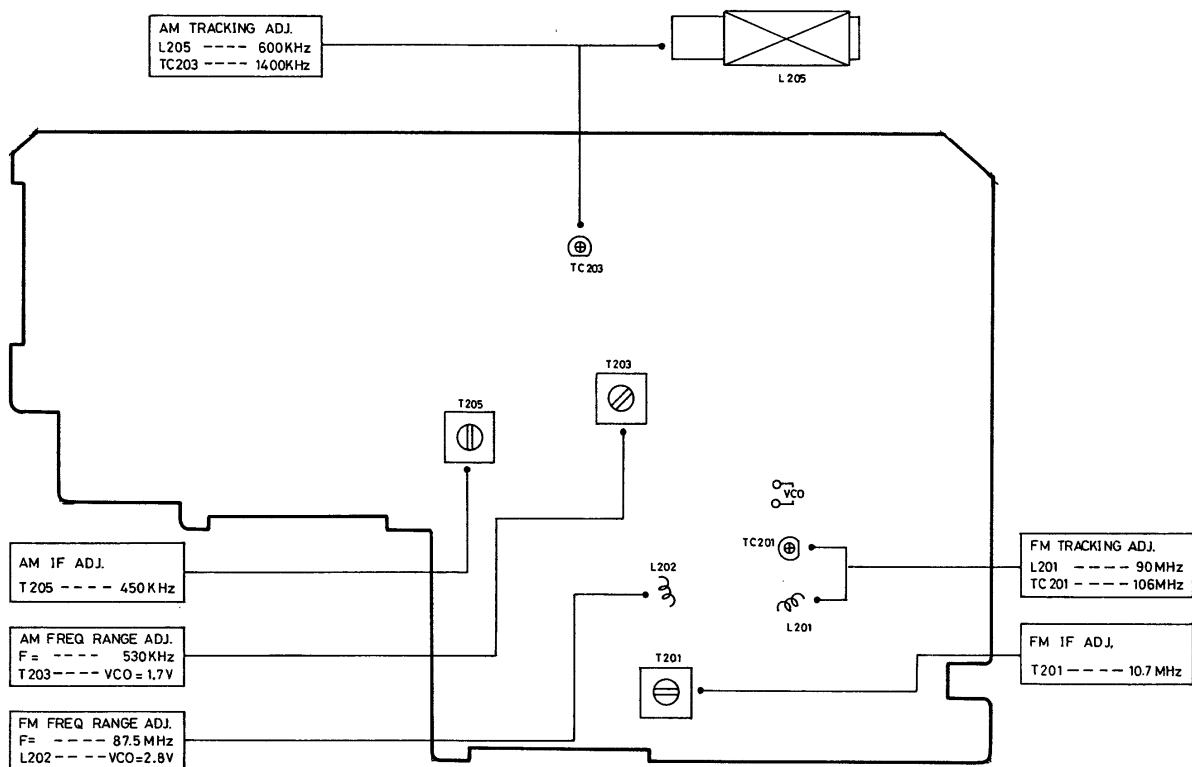 AM TRACKING ADJ.
L205 ---- 600KHz
TC203 ---- 1400KHz
L205
TC203
T203
T205
VCO
TC201
L202
L201
T201
AM IF ADJ.
T205 ---- 450KHz
AM FREQ RANGE ADJ.
F= ---- 530KHz
T203 ---- VCO=1.7V
FM FREQ RANGE ADJ.
F= ---- 87.5MHz
L202 ---- VCO=2.8V
FM TRACKING ADJ.
L201 ---- 90MHz
TC201 ---- 106MHz
FM IF ADJ.
T201 ---- 10.7MHz